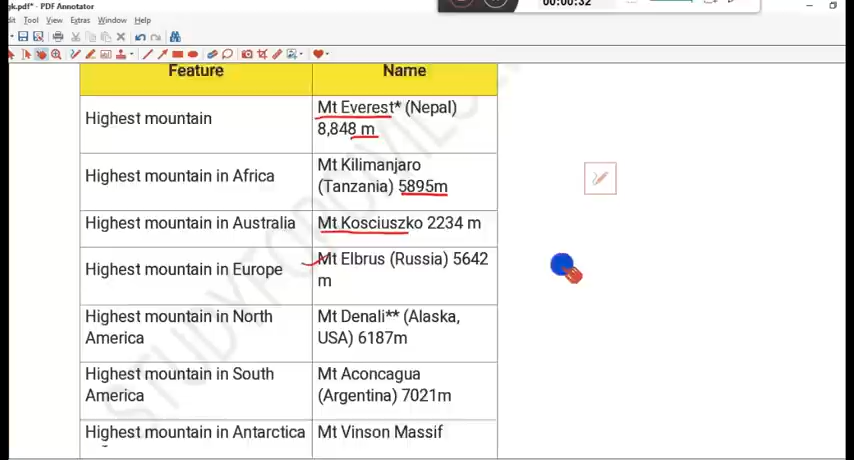 gk.pdf* - PDF Annotator
00:00:32
dit Tool View Extras Window Help
Feature Name
Highest mountain
Mt Everest* (Nepal)
8,848 m
Highest mountain in Africa
Mt Kilimanjaro
(Tanzania) 5895m
Highest mountain in Australia
Mt Kosciuszko 2234 m
Highest mountain in Europe
Mt Elbrus (Russia) 5642
m
Highest mountain in North
America
Mt Denali** (Alaska,
USA) 6187m
Highest mountain in South
America
Mt Aconcagua
(Argentina) 7021m
Highest mountain in Antarctica
Mt Vinson Massif